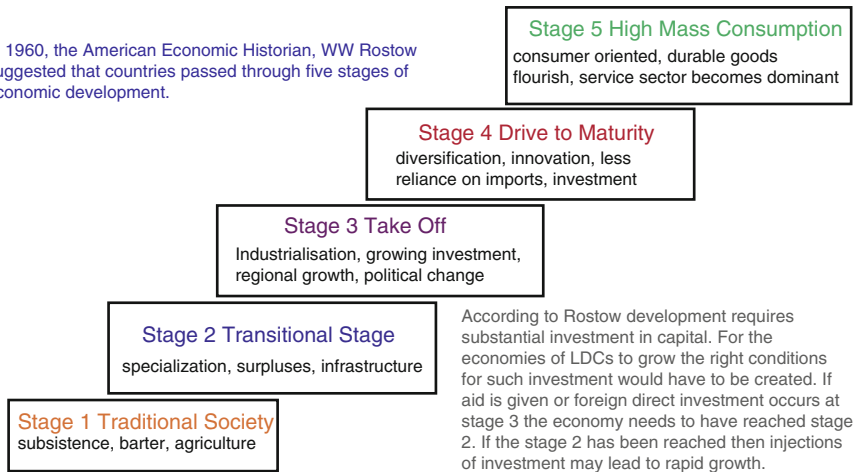 1960, the American Economic Historian, WW Rostow
uggested that countries passed through five stages of
conomic development.
Stage 5 High Mass Consumption
consumer oriented, durable goods
flourish, service sector becomes dominant
Stage 4 Drive to Maturity
diversification, innovation, less
reliance on imports, investment
Stage 3 Take Off
Industrialisation, growing investment,
regional growth, political change
Stage 2 Transitional Stage
specialization, surpluses, infrastructure
Stage 1 Traditional Society
subsistence, barter, agriculture
According to Rostow development requires
substantial investment in capital. For the
economies of LDCs to grow the right conditions
for such investment would have to be created. If
aid is given or foreign direct investment occurs at
stage 3 the economy needs to have reached stage
2. If the stage 2 has been reached then injections
of investment may lead to rapid growth.